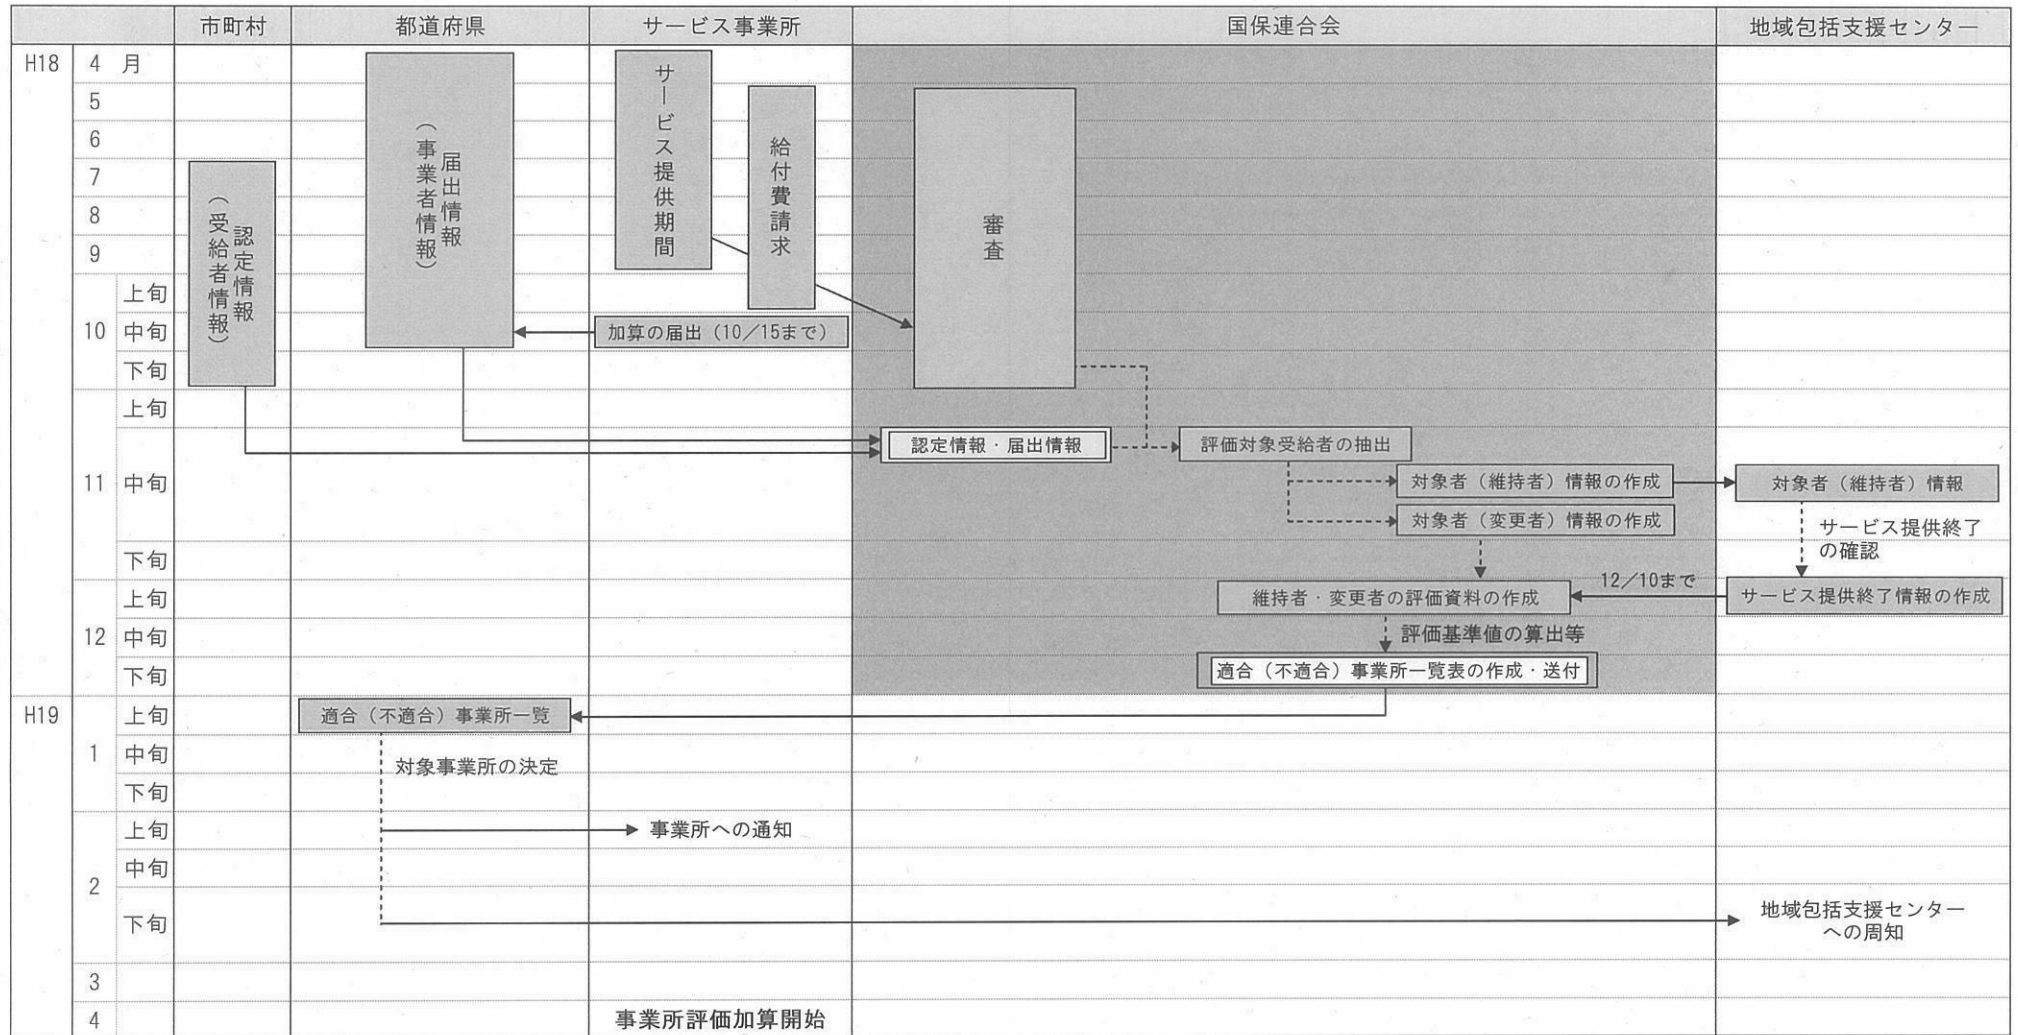 市町村 都道府県 サービス事業所 国保連合会 地域包括支援センター
H18 4 月
5
6
7
8
9
10 上旬
中旬
下旬
11 上旬
中旬
下旬
12 上旬
中旬
下旬
H19 1 上旬
中旬
下旬
2 上旬
中旬
下旬
3
4
認定情報
（受給者情報）
届出情報
（事業者情報）
サービス提供期間
給付費請求
審査
加算の届出（10／15まで）
認定情報・届出情報
評価対象受給者の抽出
対象者（維持者）情報の作成
対象者（維持者）情報
対象者（変更者）情報の作成
サービス提供終了
の確認
12／10まで
維持者・変更者の評価資料の作成
サービス提供終了情報の作成
評価基準値の算出等
適合（不適合）事業所一覧表の作成・送付
適合（不適合）事業所一覧
対象事業所の決定
事業所への通知
地域包括支援センター
への周知
事業所評価加算開始